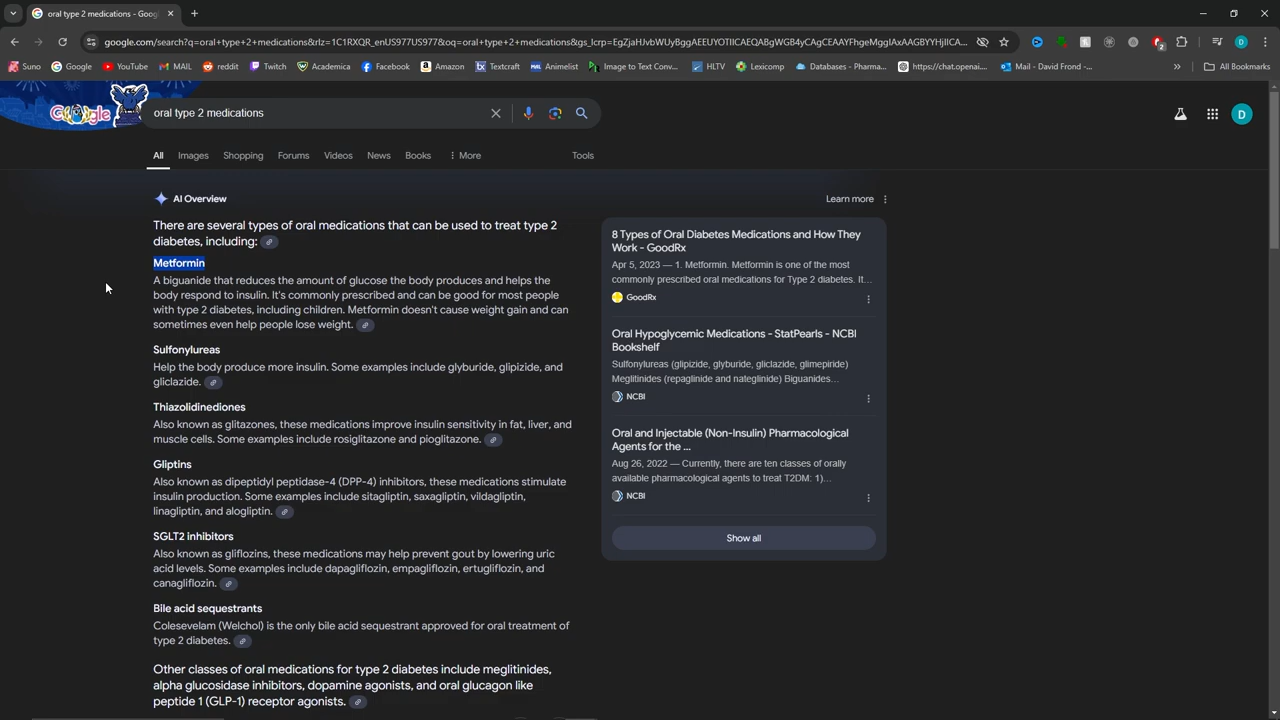 oral type 2 medications - Goog
google.com/search?q=oral+type+2+medications&rlz=1C1RXQR_enUS977US977&oq=oral+type+2+medications&gs_lcrp=EgZjaHJvbWUyBggAEEUYOTIICAEQABgWGB4yCAgCEAAYFhgeMggIAxAAGBYYHjIICA...
2
D
Suno Google YouTube MAIL reddit Twitch Academica Facebook Amazon Textcraft Animelist Image to Text Conv... HLTV Lexicomp Databases - Pharma... https://chat.openai.... Mail - David Frond -... » All Bookmarks
Google
oral type 2 medications
D
All Images Shopping Forums Videos News Books More Tools
AI Overview
Learn more
There are several types of oral medications that can be used to treat type 2
diabetes, including:
Metformin
A biguanide that reduces the amount of glucose the body produces and helps the
body respond to insulin. It's commonly prescribed and can be good for most people
with type 2 diabetes, including children. Metformin doesn't cause weight gain and can
sometimes even help people lose weight.
Sulfonylureas
Help the body produce more insulin. Some examples include glyburide, glipizide, and
gliclazide.
Thiazolidinediones
Also known as glitazones, these medications improve insulin sensitivity in fat, liver, and
muscle cells. Some examples include rosiglitazone and pioglitazone.
Gliptins
Also known as dipeptidyl peptidase-4 (DPP-4) inhibitors, these medications stimulate
insulin production. Some examples include sitagliptin, saxagliptin, vildagliptin,
linagliptin, and alogliptin.
SGLT2 inhibitors
Also known as gliflozins, these medications may help prevent gout by lowering uric
acid levels. Some examples include dapagliflozin, empagliflozin, ertugliflozin, and
canagliflozin.
Bile acid sequestrants
Colesevelam (Welchol) is the only bile acid sequestrant approved for oral treatment of
type 2 diabetes.
Other classes of oral medications for type 2 diabetes include meglitinides,
alpha glucosidase inhibitors, dopamine agonists, and oral glucagon like
peptide 1 (GLP-1) receptor agonists.
8 Types of Oral Diabetes Medications and How They
Work - GoodRx
Apr 5, 2023 — 1. Metformin. Metformin is one of the most
commonly prescribed oral medications for Type 2 diabetes. It...
GoodRx
Oral Hypoglycemic Medications - StatPearls - NCBI
Bookshelf
Sulfonylureas (glipizide, glyburide, gliclazide, glimepiride)
Meglitinides (repaglinide and nateglinide) Biguanides...
NCBI
Oral and Injectable (Non-Insulin) Pharmacological
Agents for the ...
Aug 26, 2022 — Currently, there are ten classes of orally
available pharmacological agents to treat T2DM: 1)...
NCBI
Show all